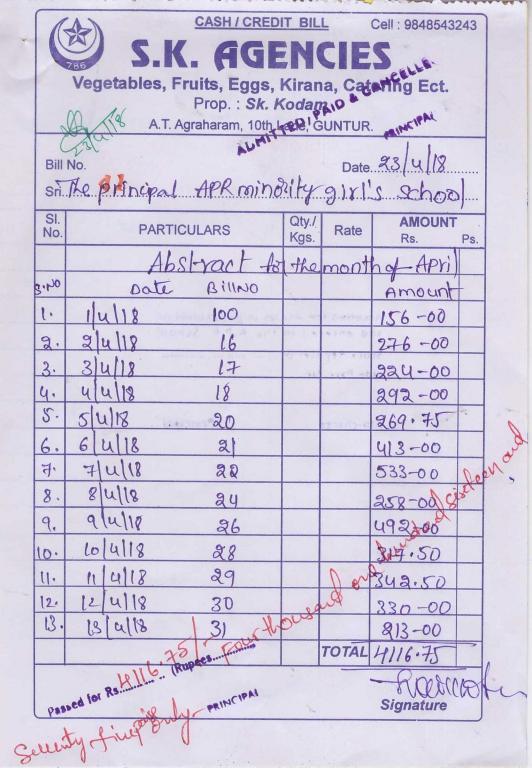 CASH / CREDIT BILL Cell : 9848543243
786
S.K. AGENCIES
Vegetables, Fruits, Eggs, Kirana, Catering Ect.
Prop. : Sk. Kodam
A.T. Agraharam, 10th Lane, GUNTUR.
ADMITTED, PAID & CANCELLE
PRINCIPAL
23/4/18
Bill No. Date 23/4/18
Sri The principal APR minority girl's school
Sl. No. PARTICULARS Qty./ Kgs. Rate AMOUNT Rs. Ps.
Abstract for the month of April
S.NO Date Bill NO Amount
1. 1/4/18 100 156-00
2. 2/4/18 16 276-00
3. 3/4/18 17 224-00
4. 4/4/18 18 292-00
5. 5/4/18 20 269.75
6. 6/4/18 21 413-00
7. 7/4/18 22 533-00
8. 8/4/18 24 258-00
9. 9/4/18 26 492-00
10. 10/4/18 28 317.50
11. 11/4/18 29 342.50
12. 12/4/18 30 330-00
13. 13/4/18 31 213-00
TOTAL 4116.75
Passed for Rs. 4116.75/- (Rupees Four thousand one hundred sixteen and
Seventy five paise only
PRINCIPAL
Signature